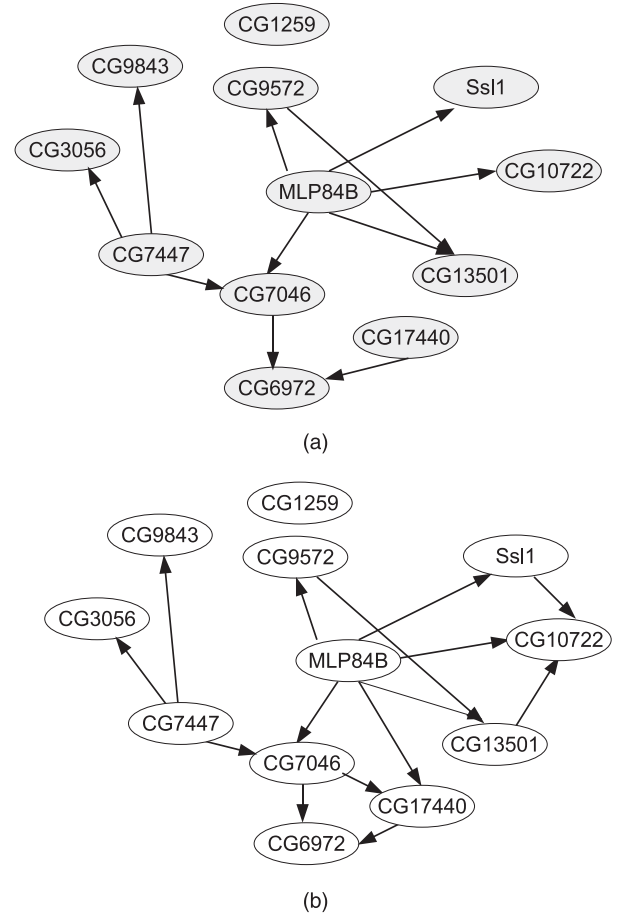 CG1259
CG9843
CG9572
Ssl1
CG3056
CG10722
MLP84B
CG7447
CG13501
CG7046
CG17440
CG6972
(a)
CG1259
CG9843
CG9572
Ssl1
CG3056
CG10722
MLP84B
CG7447
CG13501
CG7046
CG17440
CG6972
(b)